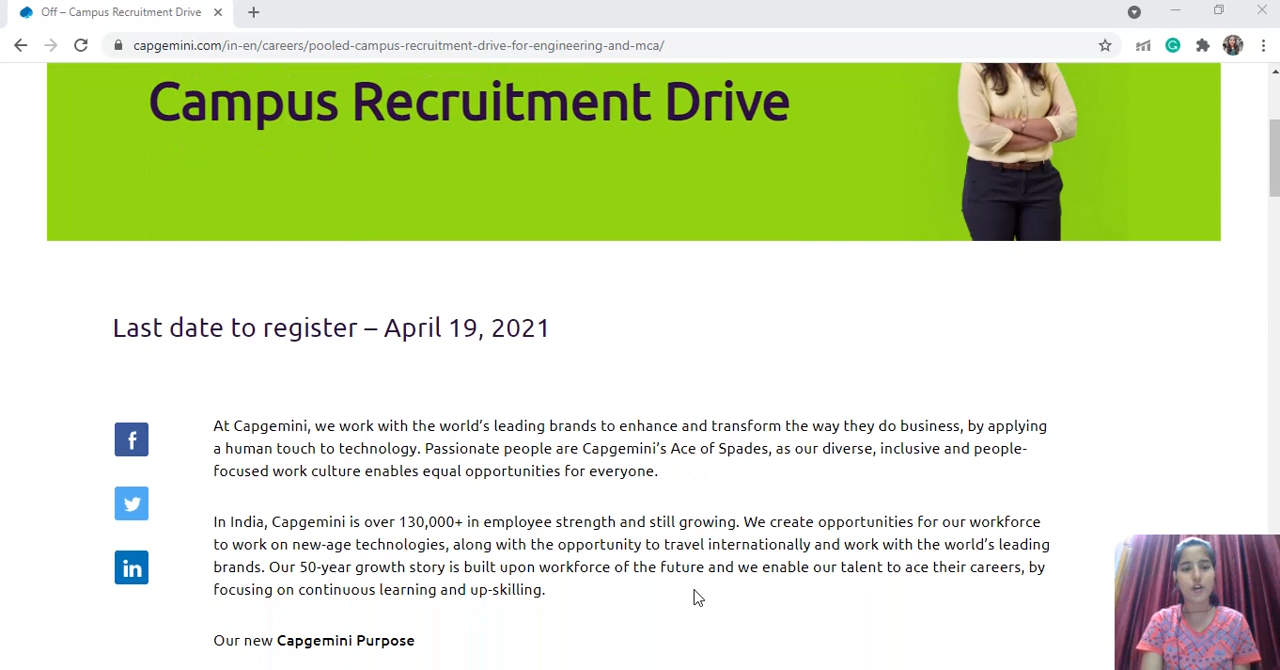 Off – Campus Recruitment Drive
capgemini.com/in-en/careers/pooled-campus-recruitment-drive-for-engineering-and-mca/
Campus Recruitment Drive
Last date to register – April 19, 2021
At Capgemini, we work with the world's leading brands to enhance and transform the way they do business, by applying
a human touch to technology. Passionate people are Capgemini's Ace of Spades, as our diverse, inclusive and people-
focused work culture enables equal opportunities for everyone.
In India, Capgemini is over 130,000+ in employee strength and still growing. We create opportunities for our workforce
to work on new-age technologies, along with the opportunity to travel internationally and work with the world's leading
brands. Our 50-year growth story is built upon workforce of the future and we enable our talent to ace their careers, by
focusing on continuous learning and up-skilling.
Our new Capgemini Purpose